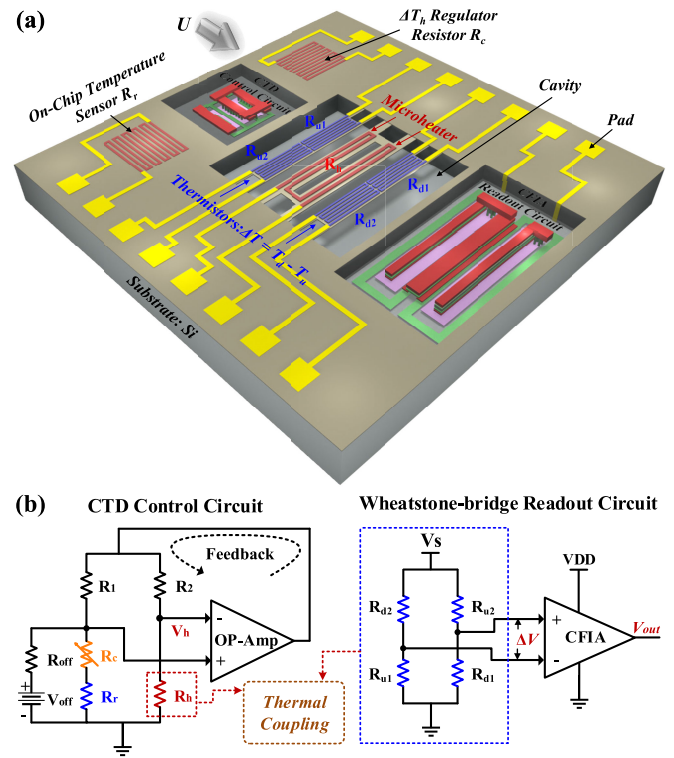 (a)
U
ΔTh Regulator
Resistor Rc
On-Chip Temperature
Sensor Rr
CTD
Control Circuit
Cavity
Microheater
Pad
Ru1
Ru2
Rh
Rd1
Rd2
Thermistors:ΔT = Td - Tu
CFIA
Readout Circuit
Substrate: Si
(b)
CTD Control Circuit
Wheatstone-bridge Readout Circuit
Feedback
Vs
VDD
R1
R2
Rd2
Ru2
Vh
-
OP-Amp
+
+
CFIA
-
Vout
ΔV
Roff
Rc
+
Voff
-
Rr
Rh
Thermal
Coupling
Ru1
Rd1